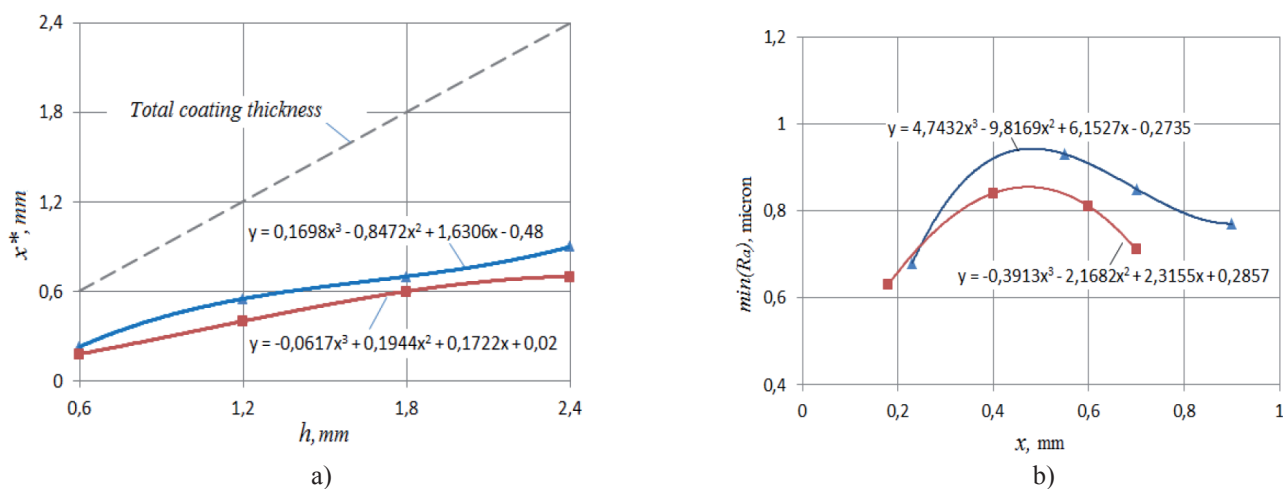 2,4
1,8
1,2
0,6
0
x*, mm
Total coating thickness
y = 0,1698x³ - 0,8472x² + 1,6306x - 0,48
y = -0,0617x³ + 0,1944x² + 0,1722x + 0,02
0,6 1,2 1,8 2,4
h, mm
a)
1,2
1
0,8
0,6
0,4
min(Ra), micron
y = 4,7432x³ - 9,8169x² + 6,1527x - 0,2735
y = -0,3913x³ - 2,1682x² + 2,3155x + 0,2857
0 0,2 0,4 0,6 0,8 1
x, mm
b)